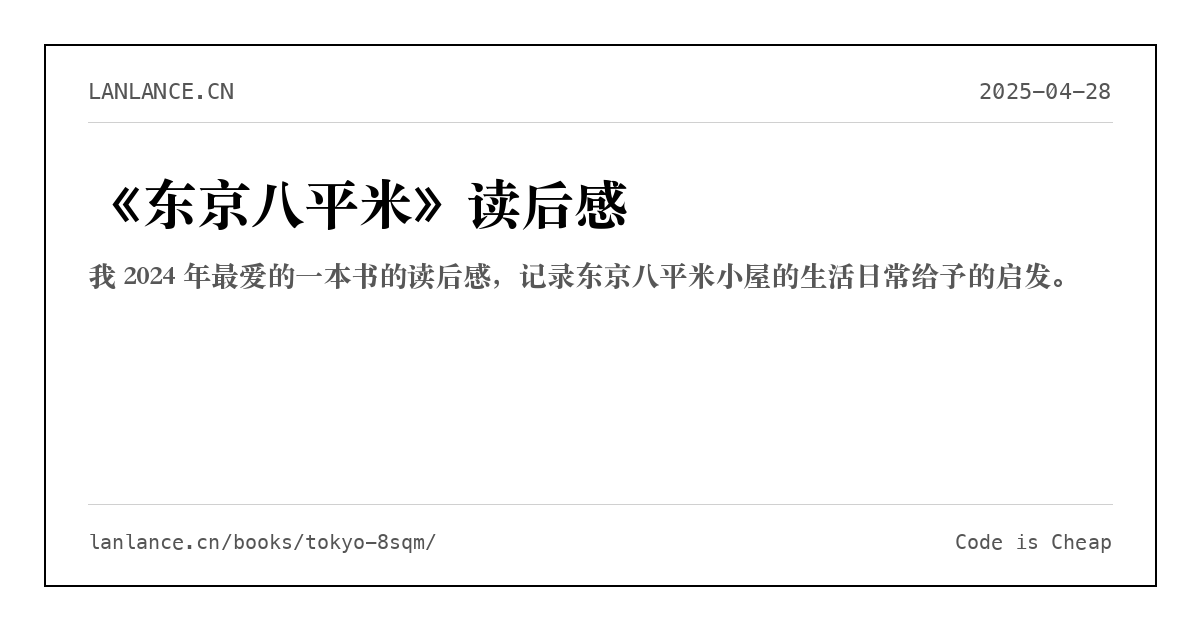 LANLANCE.CN
2025-04-28
《东京八平米》读后感
我 2024 年最爱的一本书的读后感，记录东京八平米小屋的生活日常给予的启发。
lanlance.cn/books/tokyo-8sqm/
Code is Cheap